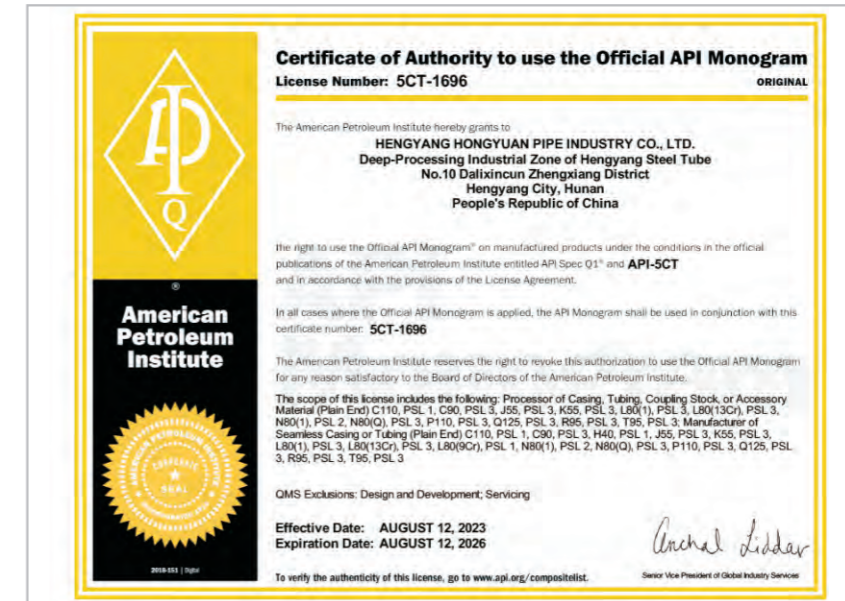 Certificate of Authority to use the Official API Monogram
License Number: 5CT-1696
ORIGINAL
The American Petroleum Institute hereby grants to
HENGYANG HONGYUAN PIPE INDUSTRY CO., LTD.
Deep-Processing Industrial Zone of Hengyang Steel Tube
No.10 Dalixincun Zhengxiang District
Hengyang City, Hunan
People's Republic of China
the right to use the Official API Monogram® on manufactured products under the conditions in the official
publications of the American Petroleum Institute entitled API Spec Q1® and API-5CT
and in accordance with the provisions of the License Agreement.
In all cases where the Official API Monogram is applied, the API Monogram shall be used in conjunction with this
certificate number: 5CT-1696
The American Petroleum Institute reserves the right to revoke this authorization to use the Official API Monogram
for any reason satisfactory to the Board of Directors of the American Petroleum Institute.
The scope of this license includes the following: Processor of Casing, Tubing, Coupling Stock, or Accessory
Material (Plain End) C110, PSL 1, C90, PSL 3, J55, PSL 3, K55, PSL 3, L80(1), PSL 3, L80(13Cr), PSL 3,
N80(1), PSL 2, N80(Q), PSL 3, P110, PSL 3, Q125, PSL 3, R95, PSL 3, T95, PSL 3; Manufacturer of
Seamless Casing or Tubing (Plain End) C110, PSL 1, C90, PSL 3, H40, PSL 1, J55, PSL 3, K55, PSL 3,
L80(1), PSL 3, L80(13Cr), PSL 3, L80(9Cr), PSL 1, N80(1), PSL 2, N80(Q), PSL 3, P110, PSL 3, Q125, PSL
3, R95, PSL 3, T95, PSL 3
QMS Exclusions: Design and Development; Servicing
Effective Date: AUGUST 12, 2023
Expiration Date: AUGUST 12, 2026
To verify the authenticity of this license, go to www.api.org/compositelist.
Anchal Liddar
Senior Vice President of Global Industry Services
API
Q
®
American
Petroleum
Institute
AMERICAN PETROLEUM INSTITUTE
CORPORATE
SEAL
2018-151 | Digital